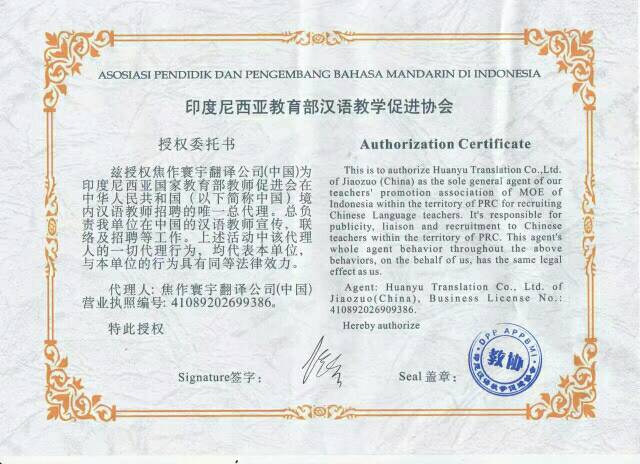 ASOSIASI PENDIDIK DAN PENGEMBANG BAHASA MANDARIN DI INDONESIA
印度尼西亚教育部汉语教学促进协会
授权委托书
兹授权焦作寰宇翻译公司(中国)为
印度尼西亚国家教育部教师促进会在
中华人民共和国（以下简称中国）境
内汉语教师招聘的唯一总代理。总负
责我单位在中国的汉语教师宣传，联
络及招聘等工作。上述活动中该代理
人的一切代理行为，均代表本单位，
与本单位的行为具有同等法律效力。
代理人: 焦作寰宇翻译公司(中国)
营业执照编号: 41089202699386.
特此授权
Authorization Certificate
This is to authorize Huanyu Translation Co.,Ltd.
of Jiaozuo (China) as the sole general agent of our
teachers' promotion association of MOE of
Indonesia within the territory of PRC for recruiting
Chinese Language teachers. It's responsible for
publicity, liaison and recruitment to Chinese
teachers within the territory of PRC. This agent's
whole agent behavior throughout the above
behaviors, on the behalf of us, has the same legal
effect as us.
Agent: Huanyu Translation Co., Ltd. of
Jiaozuo(China), Business License No.:
410892026909386.
Hereby authorize
Signature签字：
Seal 盖章：
DPP APPBMI